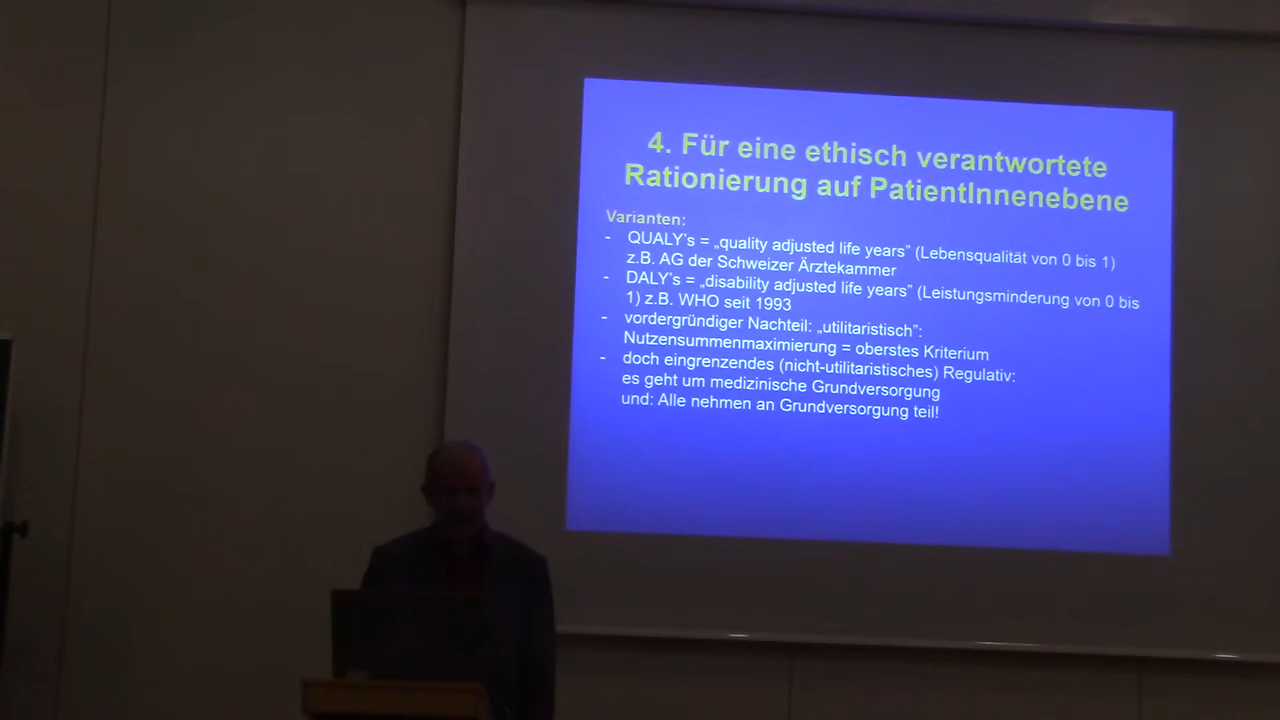 4. Für eine ethisch verantwortete
Rationierung auf PatientInnenebene
Varianten:
- QUALY's = „quality adjusted life years” (Lebensqualität von 0 bis 1)
z.B. AG der Schweizer Ärztekammer
- DALY's = „disability adjusted life years” (Leistungsminderung von 0 bis
1) z.B. WHO seit 1993
- vordergründiger Nachteil: „utilitaristisch”:
Nutzensummenmaximierung = oberstes Kriterium
- doch eingrenzendes (nicht-utilitaristisches) Regulativ:
es geht um medizinische Grundversorgung
und: Alle nehmen an Grundversorgung teil!